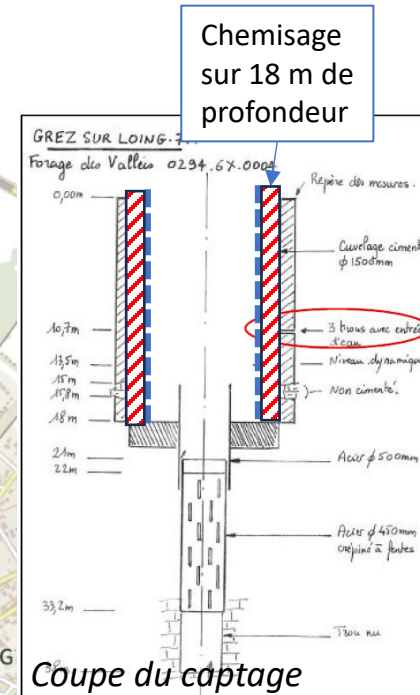 Chemisage
sur 18 m de
profondeur
GREZ SUR LOING.
Forage des Vallées 0294.6X.0004
Repère des mesures.
0,00m
Cuvelage ciment
φ 1500mm
10,7m
3 trous avec entrée
d'eau
13,5m
Niveau dynamique
15m
15,8m
Non cimenté.
18m
21m
22m
Acier φ 500mm
Acier φ 450mm
crépiné à fentes
33,2m
Trou nu
G
Coupe du captage